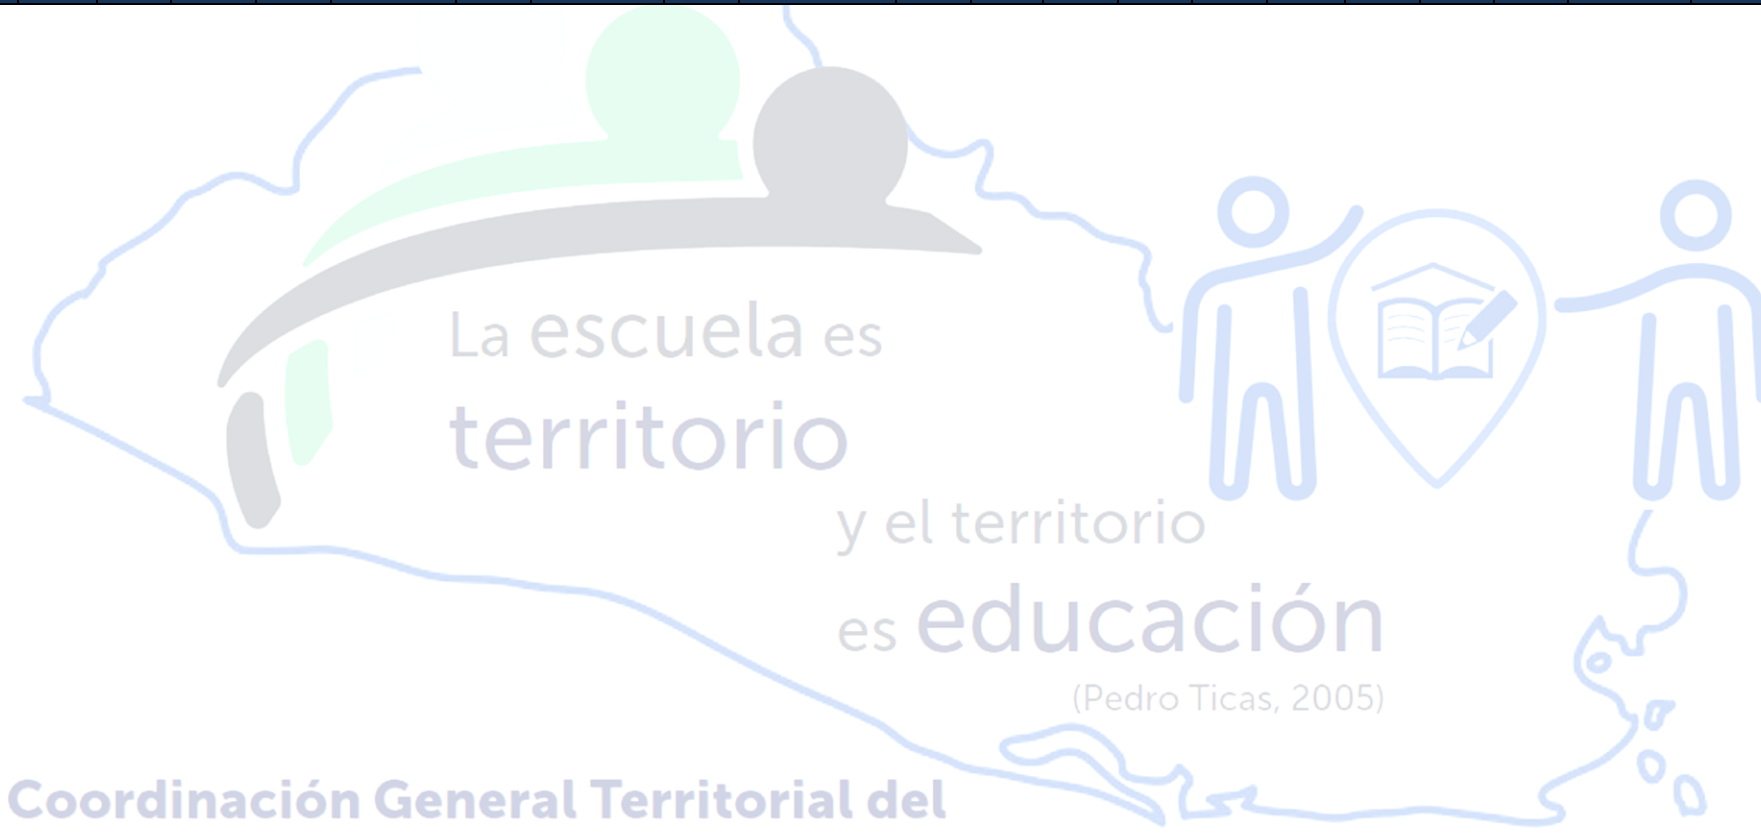 La escuela es
territorio
y el territorio
es educación
(Pedro Ticas, 2005)
Coordinación General Territorial del